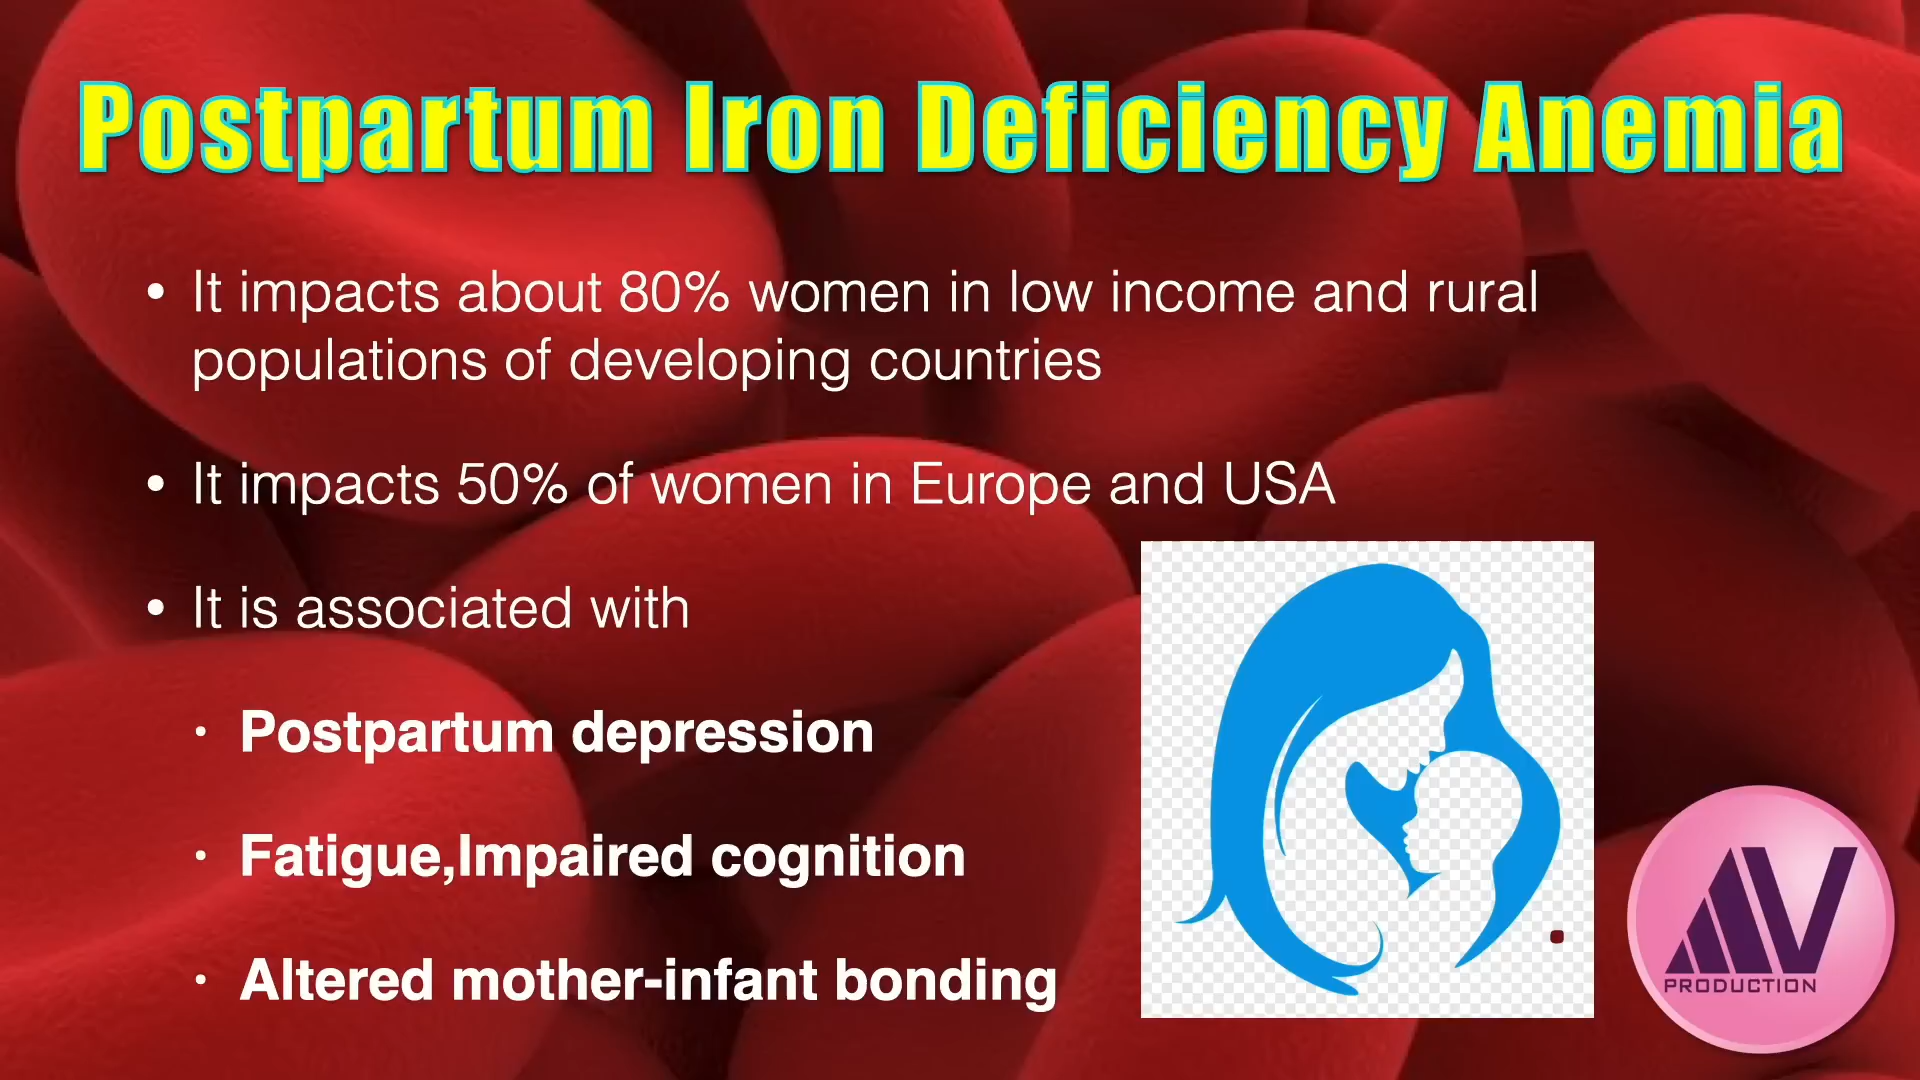 Postpartum Iron Deficiency Anemia
• It impacts about 80% women in low income and rural
populations of developing countries
• It impacts 50% of women in Europe and USA
• It is associated with
• Postpartum depression
• Fatigue,Impaired cognition
• Altered mother-infant bonding
AV
PRODUCTION